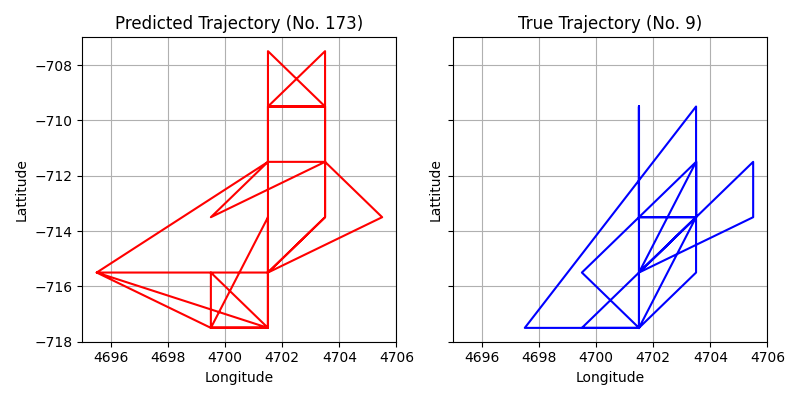 Predicted Trajectory (No. 173)
True Trajectory (No. 9)
−708
−710
−712
−714
−716
−718
Lattitude
Lattitude
4696 4698 4700 4702 4704 4706
4696 4698 4700 4702 4704 4706
Longitude
Longitude